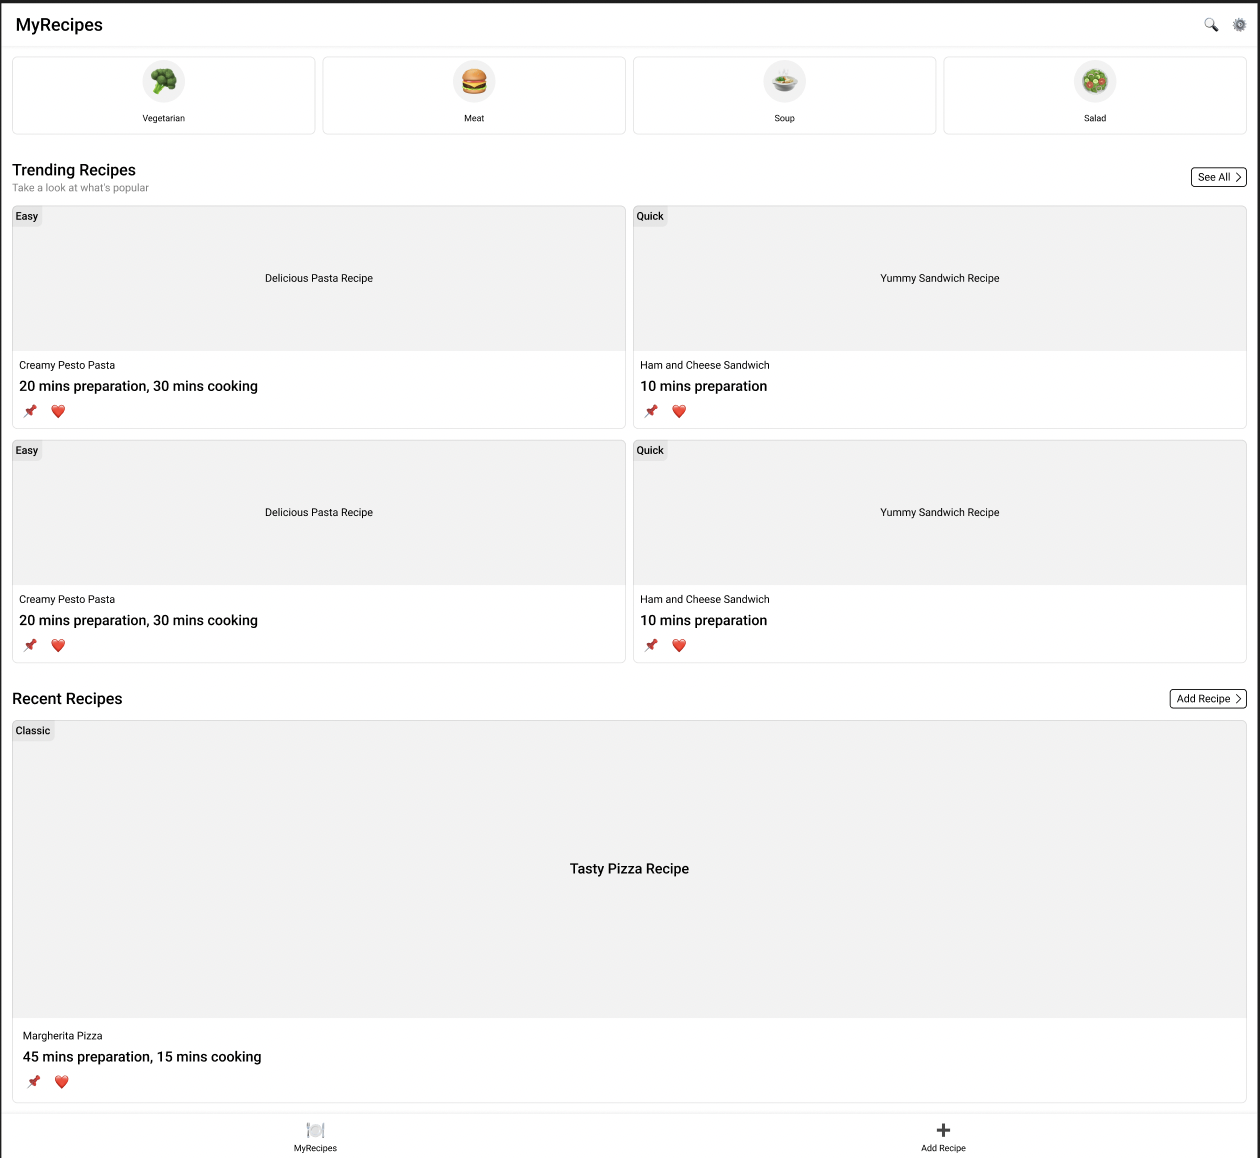 MyRecipes
Vegetarian
Meat
Soup
Salad
Trending Recipes
Take a look at what's popular
See All
Easy
Delicious Pasta Recipe
Creamy Pesto Pasta
20 mins preparation, 30 mins cooking
Quick
Yummy Sandwich Recipe
Ham and Cheese Sandwich
10 mins preparation
Easy
Delicious Pasta Recipe
Creamy Pesto Pasta
20 mins preparation, 30 mins cooking
Quick
Yummy Sandwich Recipe
Ham and Cheese Sandwich
10 mins preparation
Recent Recipes
Add Recipe
Classic
Tasty Pizza Recipe
Margherita Pizza
45 mins preparation, 15 mins cooking
MyRecipes
Add Recipe